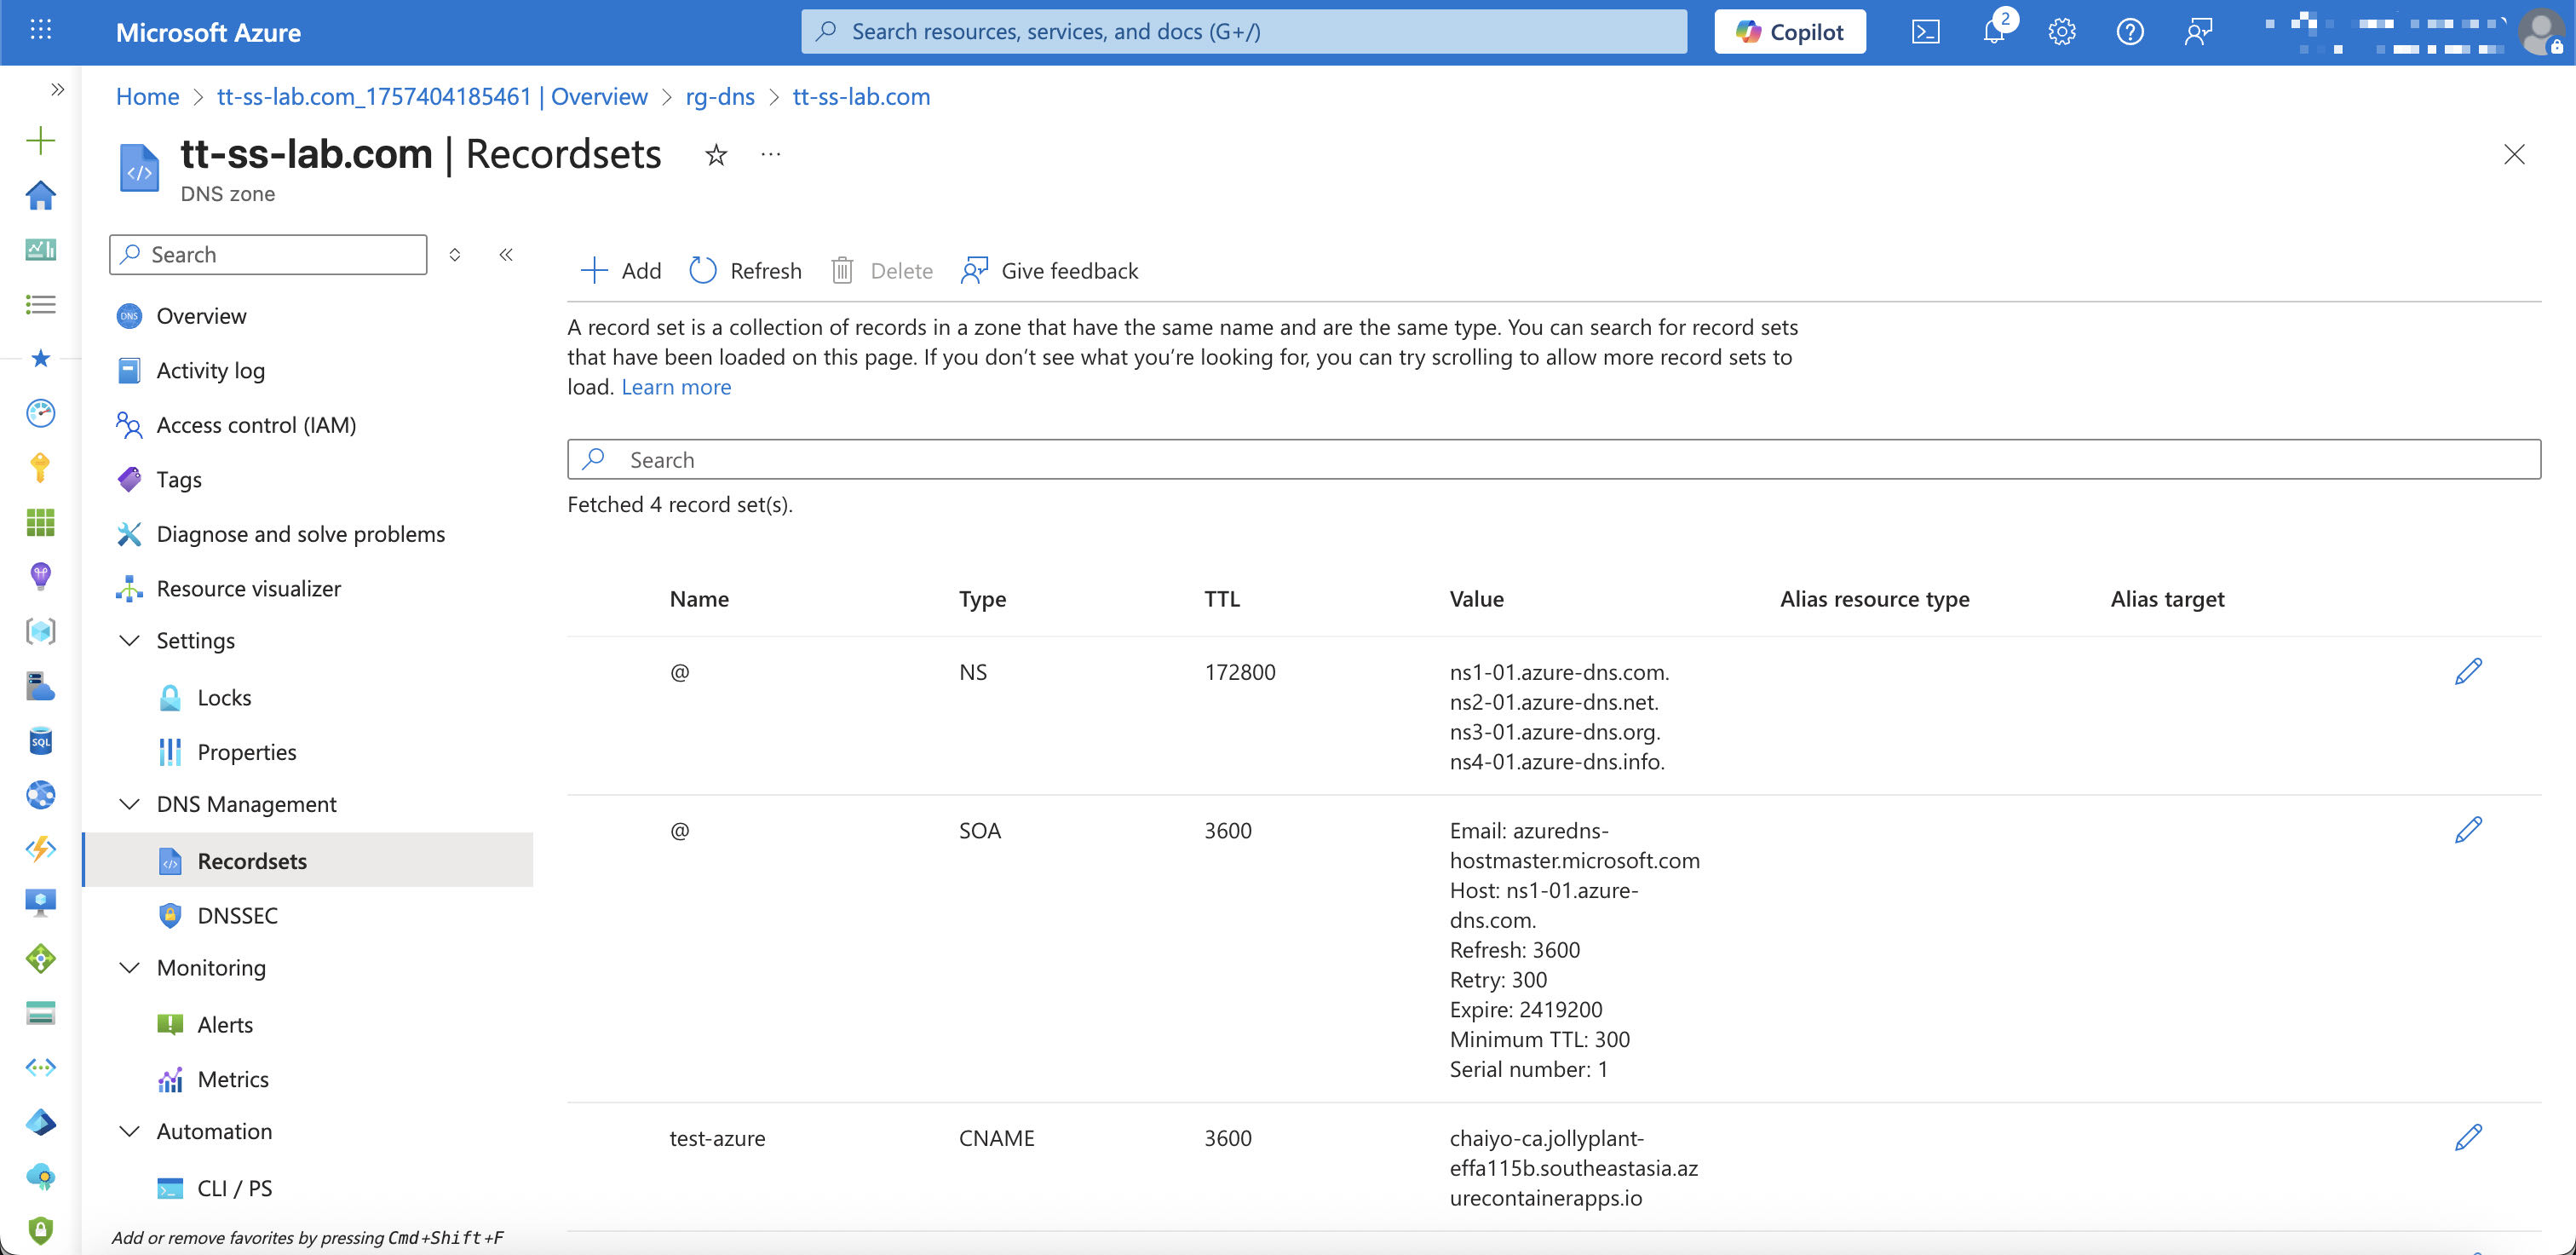 Microsoft Azure
Search resources, services, and docs (G+/)
Copilot
2
Home > tt-ss-lab.com_1757404185461 | Overview > rg-dns > tt-ss-lab.com
tt-ss-lab.com | Recordsets
DNS zone
Search
Overview
Activity log
Access control (IAM)
Tags
Diagnose and solve problems
Resource visualizer
Settings
Locks
Properties
DNS Management
Recordsets
DNSSEC
Monitoring
Alerts
Metrics
Automation
CLI / PS
Add or remove favorites by pressing Cmd+Shift+F
Add
Refresh
Delete
Give feedback
A record set is a collection of records in a zone that have the same name and are the same type. You can search for record sets
that have been loaded on this page. If you don't see what you're looking for, you can try scrolling to allow more record sets to
load. Learn more
Search
Fetched 4 record set(s).
Name Type TTL Value Alias resource type Alias target
@ NS 172800 ns1-01.azure-dns.com.
ns2-01.azure-dns.net.
ns3-01.azure-dns.org.
ns4-01.azure-dns.info.
@ SOA 3600 Email: azuredns-
hostmaster.microsoft.com
Host: ns1-01.azure-
dns.com.
Refresh: 3600
Retry: 300
Expire: 2419200
Minimum TTL: 300
Serial number: 1
test-azure CNAME 3600 chaiyo-ca.jollyplant-
effa115b.southeastasia.az
urecontainerapps.io